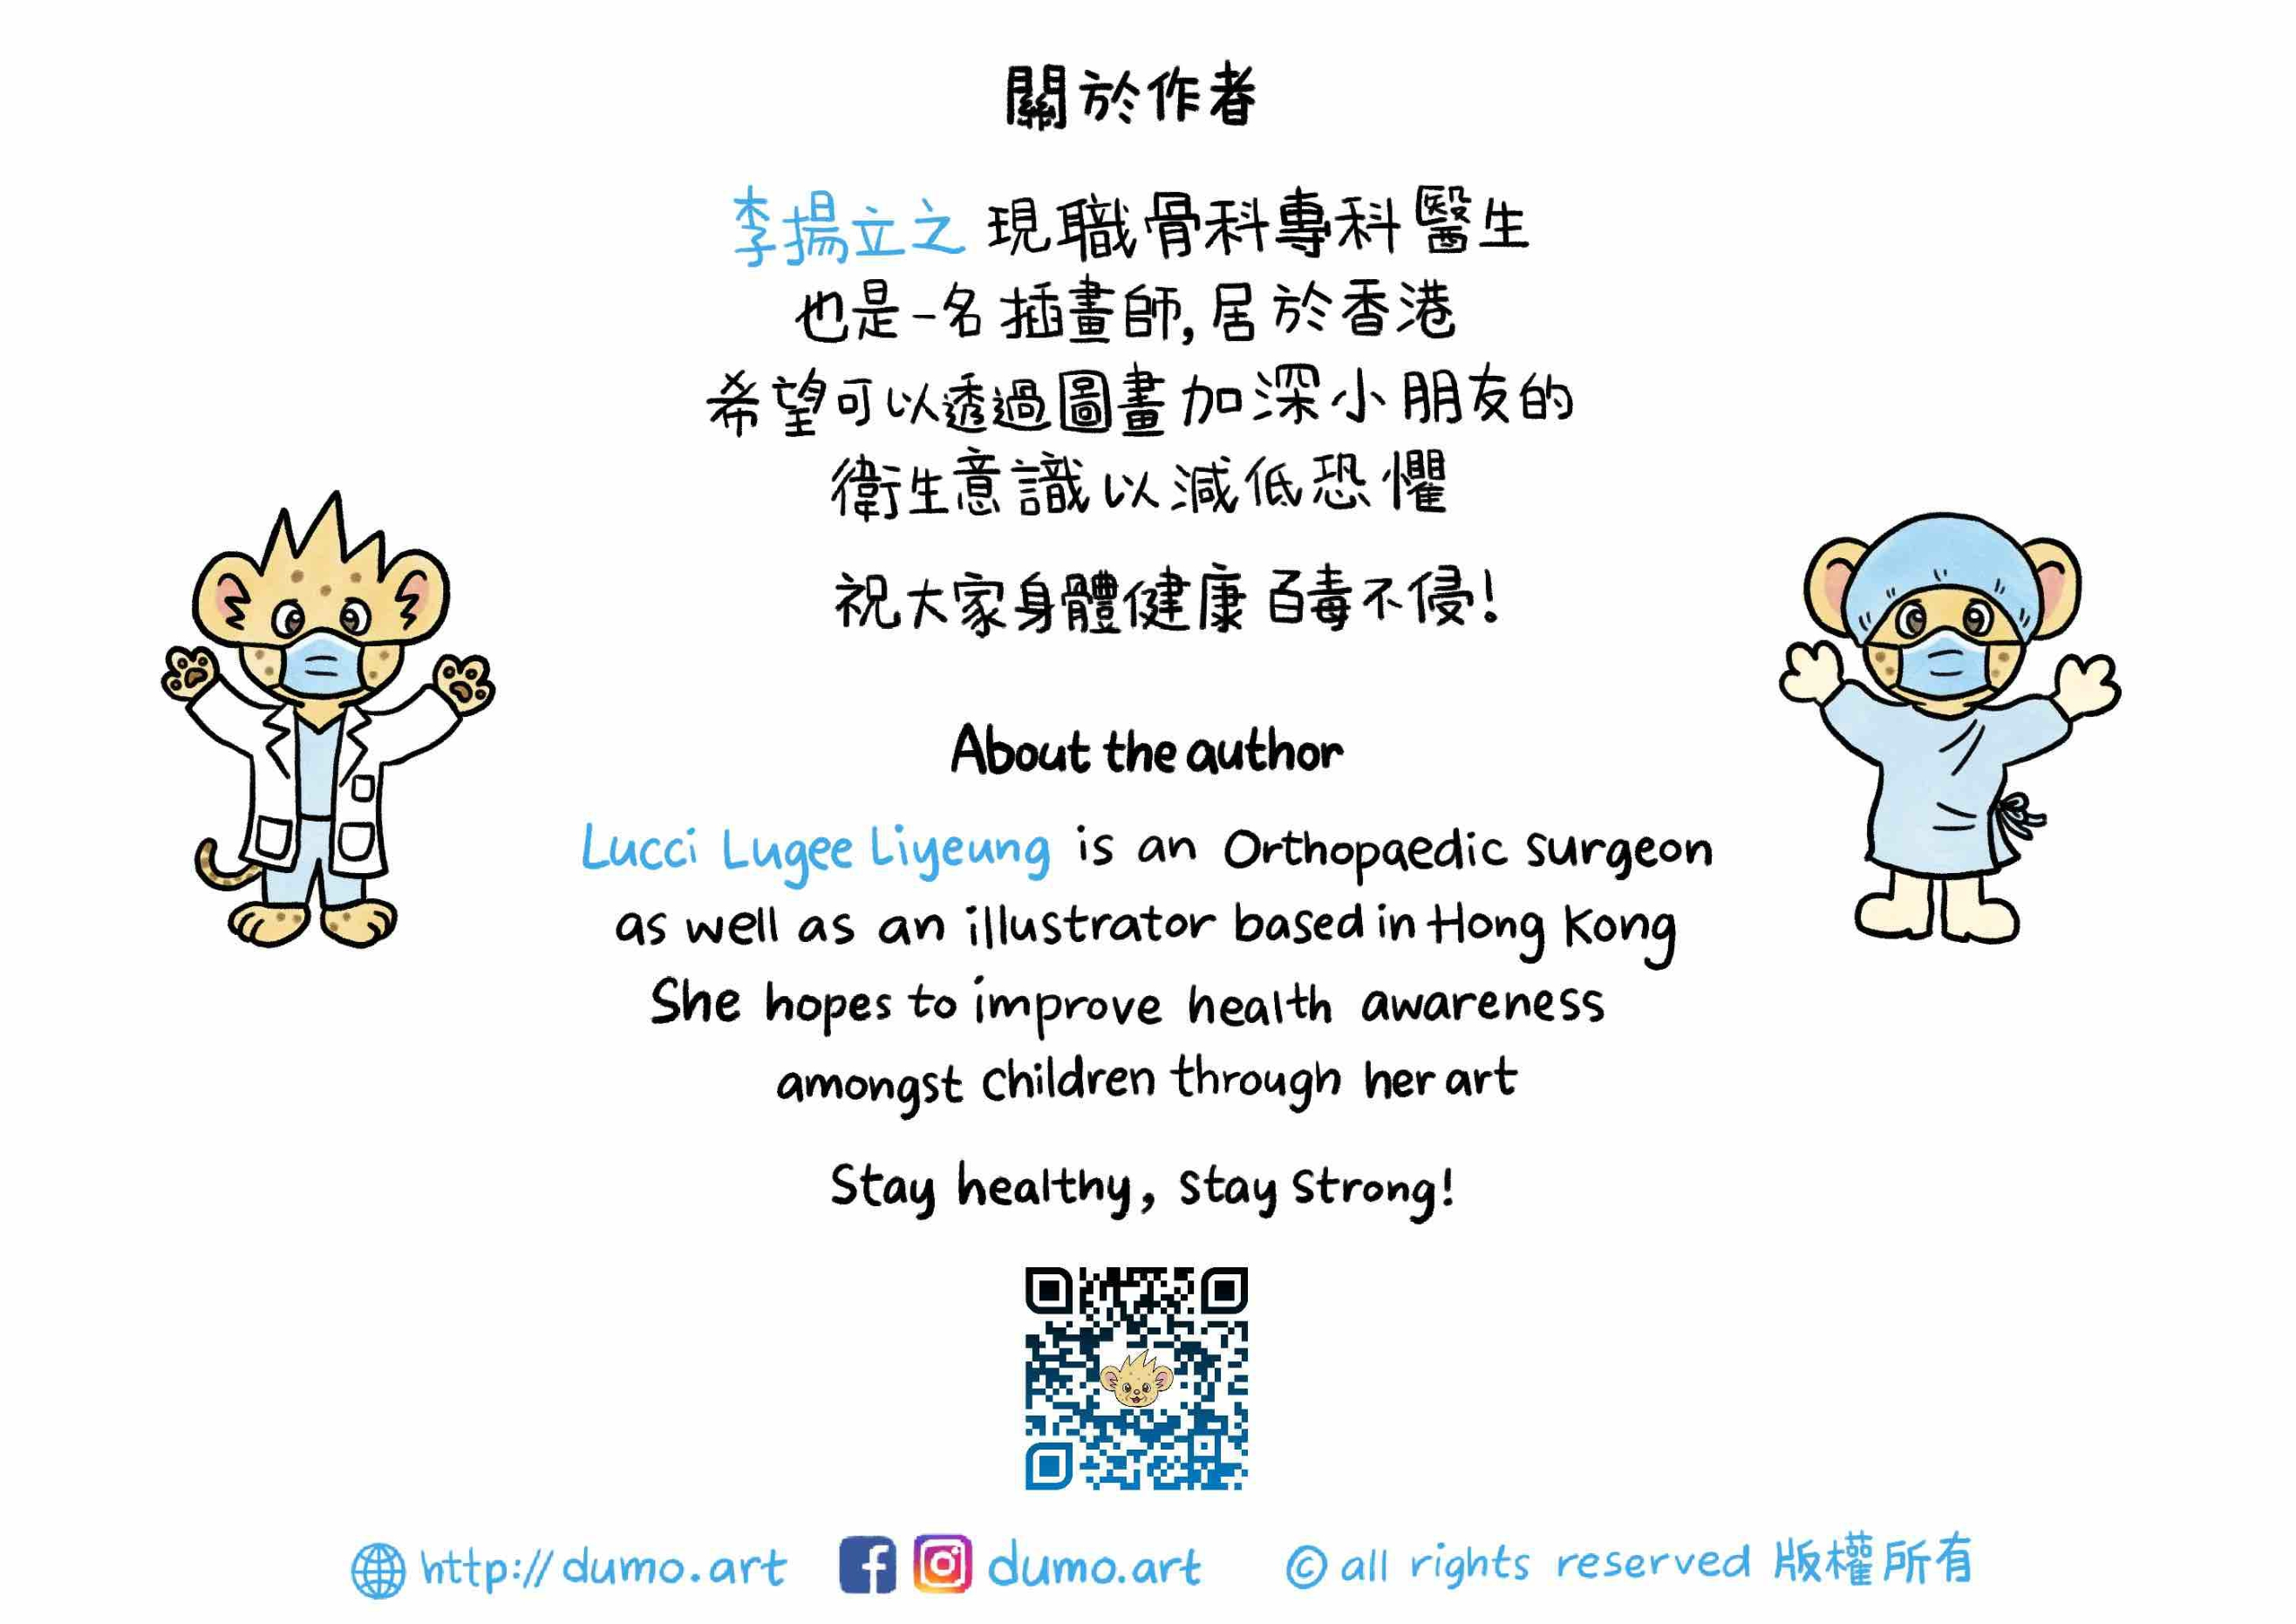 關於作者
李揚立之 現職骨科專科醫生
也是一名插畫師,居於香港
希望可以透過圖畫加深小朋友的
衛生意識以減低恐懼
祝大家身體健康 百毒不侵!
About the author
Lucci Lugee Liyeung is an Orthopaedic surgeon
as well as an illustrator based in Hong Kong
She hopes to improve health awareness
amongst children through her art
Stay healthy, stay strong!
http://dumo.art dumo.art © all rights reserved 版權所有